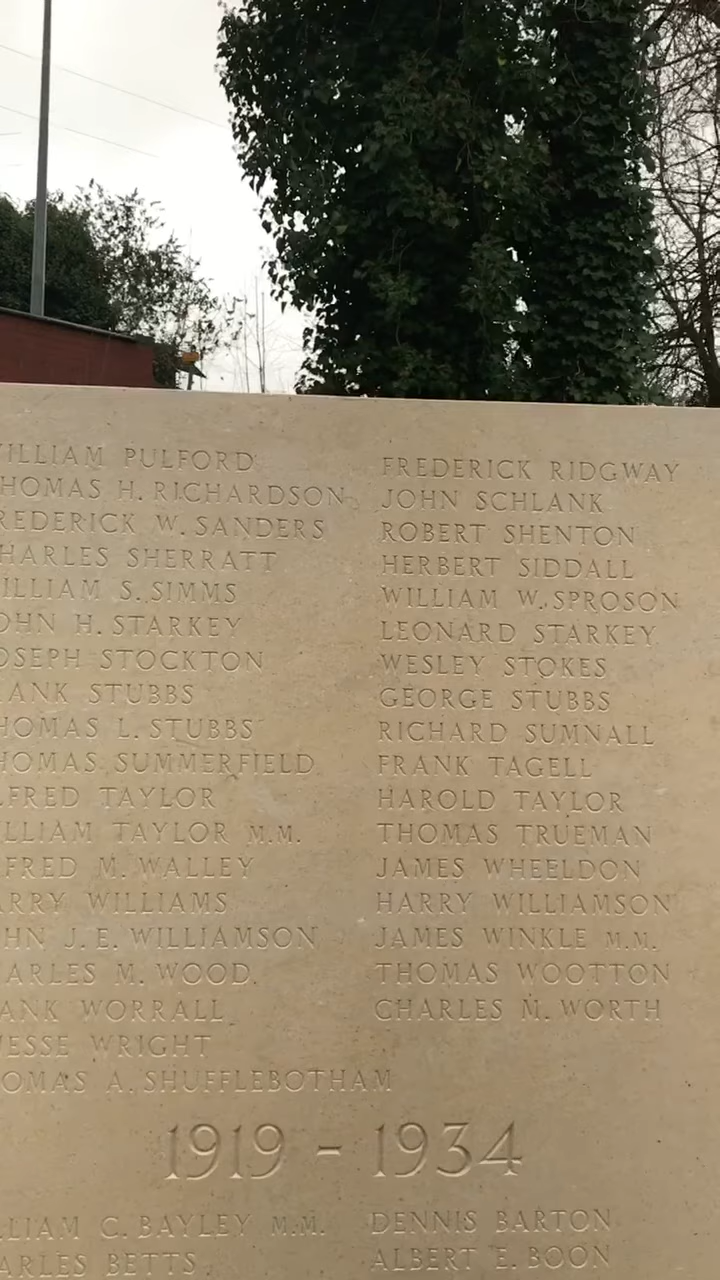 ILLIAM PULFORD
HOMAS H. RICHARDSON
REDERICK W. SANDERS
HARLES SHERRATT
ILLIAM S. SIMMS
OHN H. STARKEY
OSEPH STOCKTON
ANK STUBBS
HOMAS L. STUBBS
HOMAS SUMMERFIELD
FRED TAYLOR
LLIAM TAYLOR M.M.
FRED M. WALLEY
RRY WILLIAMS
HN J. E. WILLIAMSON
ARLES M. WOOD
ANK WORRALL
JESSE WRIGHT
OMAS A. SHUFFLEBOTHAM
FREDERICK RIDGWAY
JOHN SCHLANK
ROBERT SHENTON
HERBERT SIDDALL
WILLIAM W. SPROSON
LEONARD STARKEY
WESLEY STOKES
GEORGE STUBBS
RICHARD SUMNALL
FRANK TAGELL
HAROLD TAYLOR
THOMAS TRUEMAN
JAMES WHEELDON
HARRY WILLIAMSON
JAMES WINKLE M.M.
THOMAS WOOTTON
CHARLES M. WORTH
1919 - 1934
LLIAM C. BAYLEY M.M.
ARLES BETTS
DENNIS BARTON
ALBERT E. BOON